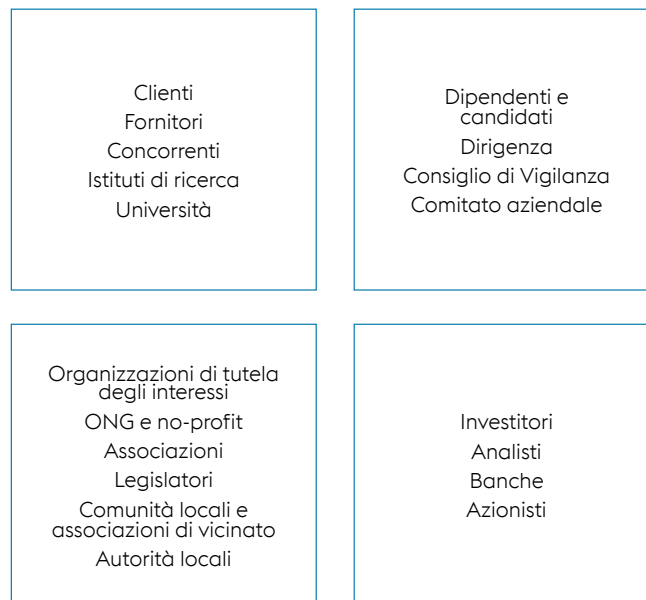 Clienti
Fornitori
Concorrenti
Istituti di ricerca
Università
Dipendenti e
candidati
Dirigenza
Consiglio di Vigilanza
Comitato aziendale
Organizzazioni di tutela
degli interessi
ONG e no-profit
Associazioni
Legislatori
Comunità locali e
associazioni di vicinato
Autorità locali
Investitori
Analisti
Banche
Azionisti